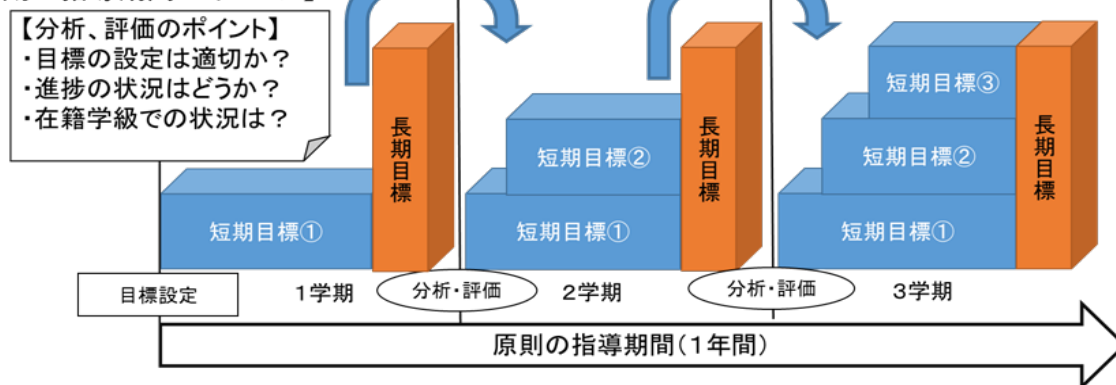 【分析、評価のポイント】
・目標の設定は適切か？
・進捗の状況はどうか？
・在籍学級での状況は？
長期目標
長期目標
長期目標
短期目標③
短期目標②
短期目標②
短期目標①
短期目標①
短期目標①
目標設定
1学期
分析・評価
2学期
分析・評価
3学期
原則の指導期間（1年間）